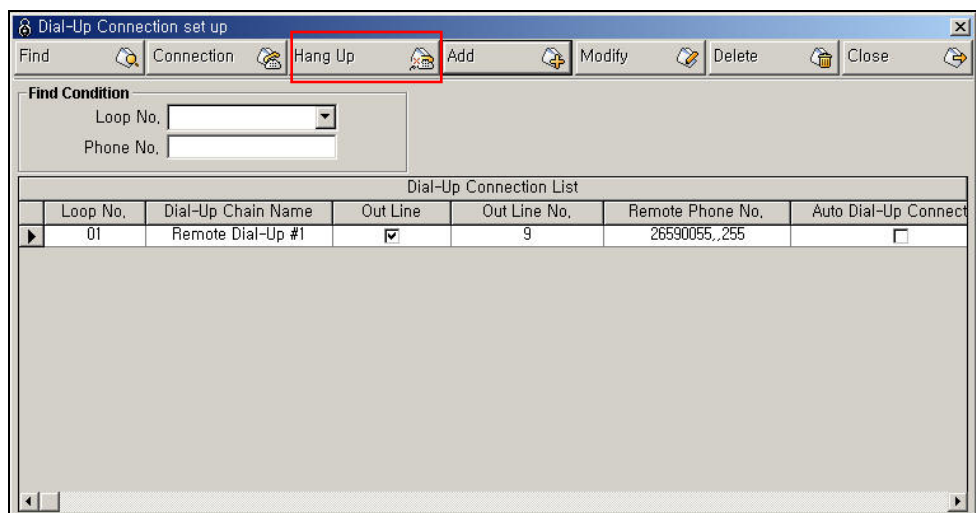 Dial-Up Connection set up
Find Connection Hang Up Add Modify Delete Close
Find Condition
Loop No.
Phone No.
Dial-Up Connection List
Loop No. Dial-Up Chain Name Out Line Out Line No. Remote Phone No. Auto Dial-Up Connect
01 Remote Dial-Up #1 9 26590055,,255